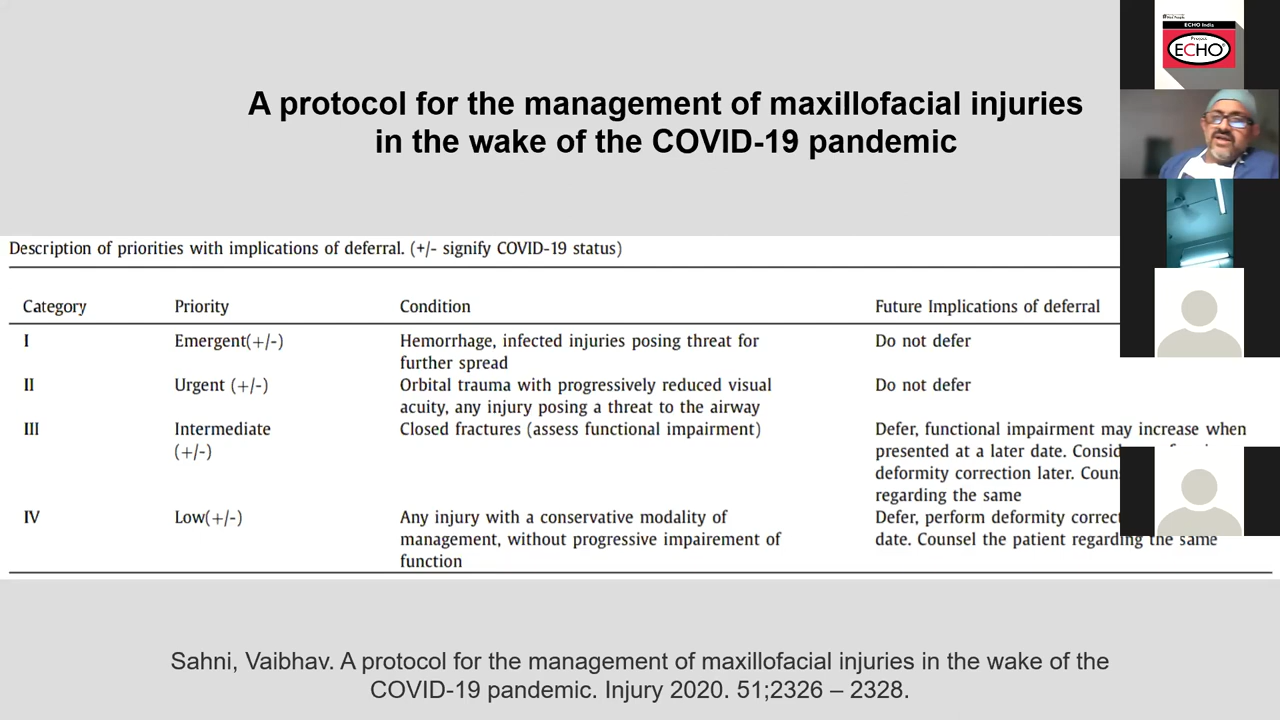 A protocol for the management of maxillofacial injuries
in the wake of the COVID-19 pandemic
ECHO India
ECHO
Description of priorities with implications of deferral. (+/- signify COVID-19 status)
Category Priority Condition Future Implications of deferral
I Emergent(+/-) Hemorrhage, infected injuries posing threat for Do not defer
further spread
II Urgent (+/-) Orbital trauma with progressively reduced visual Do not defer
acuity, any injury posing a threat to the airway
III Intermediate Closed fractures (assess functional impairment) Defer, functional impairment may increase when
(+/-) presented at a later date.
deformity correction later.
regarding the same
IV Low(+/-) Any injury with a conservative modality of Defer, perform deformity
management, without progressive impairement of date. Counsel the patient regarding the same
function
Sahni, Vaibhav. A protocol for the management of maxillofacial injuries in the wake of the
COVID-19 pandemic. Injury 2020. 51;2326 – 2328.